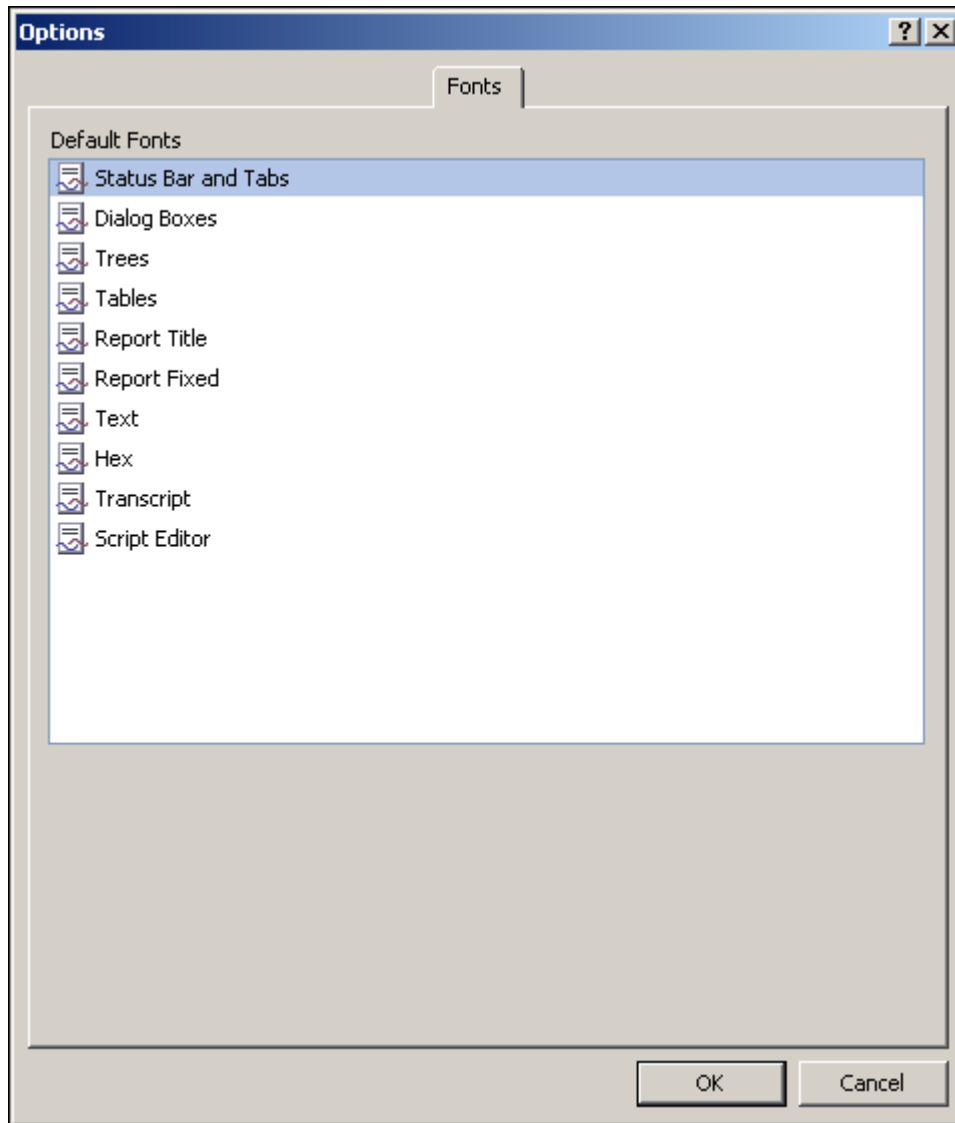 Options
Fonts
Default Fonts
Status Bar and Tabs
Dialog Boxes
Trees
Tables
Report Title
Report Fixed
Text
Hex
Transcript
Script Editor
OK
Cancel